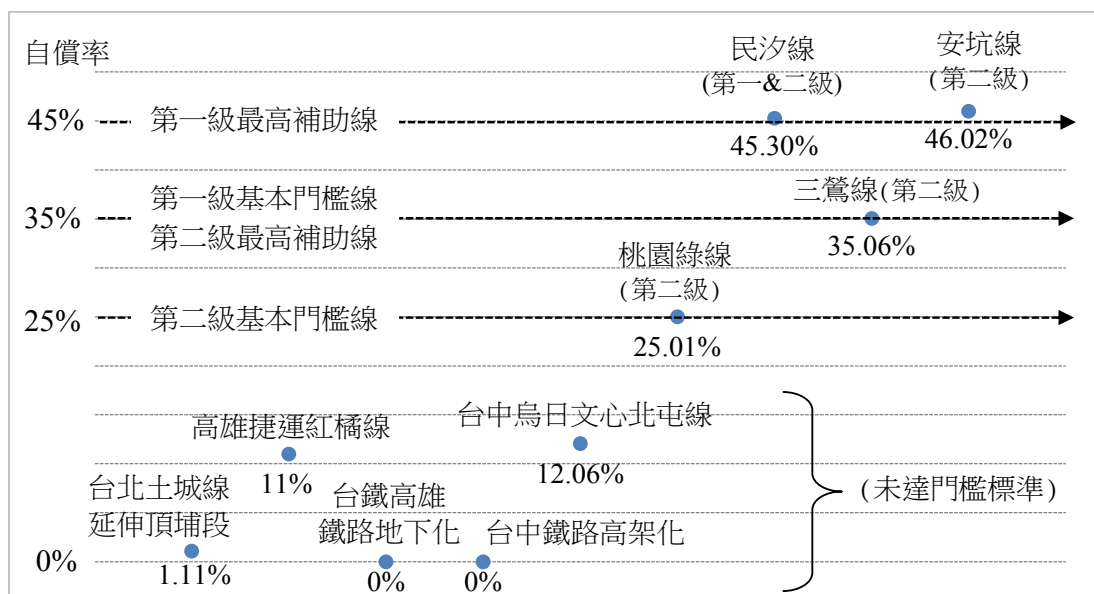 自償率
民汐線
(第一&二級)
安坑線
(第二級)
45%
第一級最高補助線
45.30%
46.02%
第一級基本門檻線
三鶯線(第二級)
35%
第二級最高補助線
35.06%
桃園綠線
(第二級)
25%
第二級基本門檻線
25.01%
高雄捷運紅橘線
11%
台中烏日文心北屯線
12.06%
台北土城線
延伸頂埔段
1.11%
台鐵高雄
鐵路地下化
0%
台中鐵路高架化
0%
(未達門檻標準)
0%